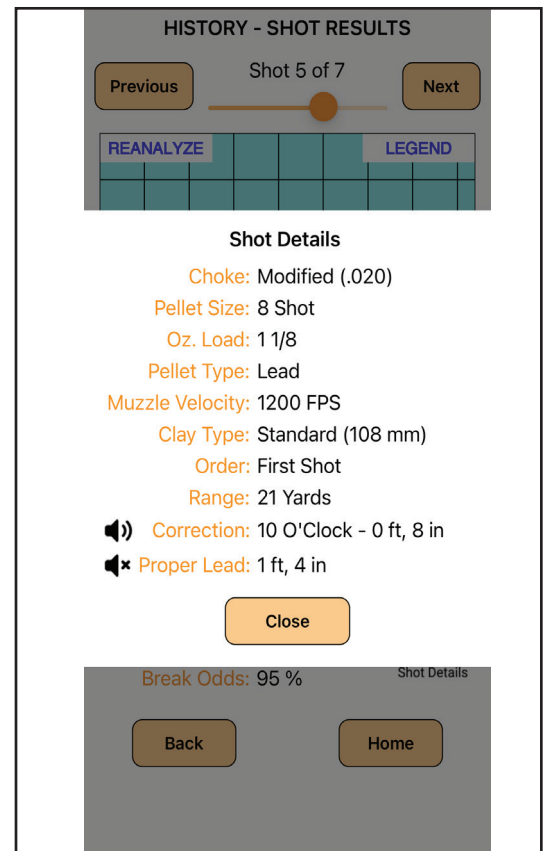 HISTORY - SHOT RESULTS
Previous
Shot 5 of 7
Next
REANALYZE
LEGEND
Shot Details
Choke: Modified (.020)
Pellet Size: 8 Shot
Oz. Load: 1 1/8
Pellet Type: Lead
Muzzle Velocity: 1200 FPS
Clay Type: Standard (108 mm)
Order: First Shot
Range: 21 Yards
Correction: 10 O'Clock - 0 ft, 8 in
Proper Lead: 1 ft, 4 in
Close
Break Odds: 95 %
Shot Details
Back
Home